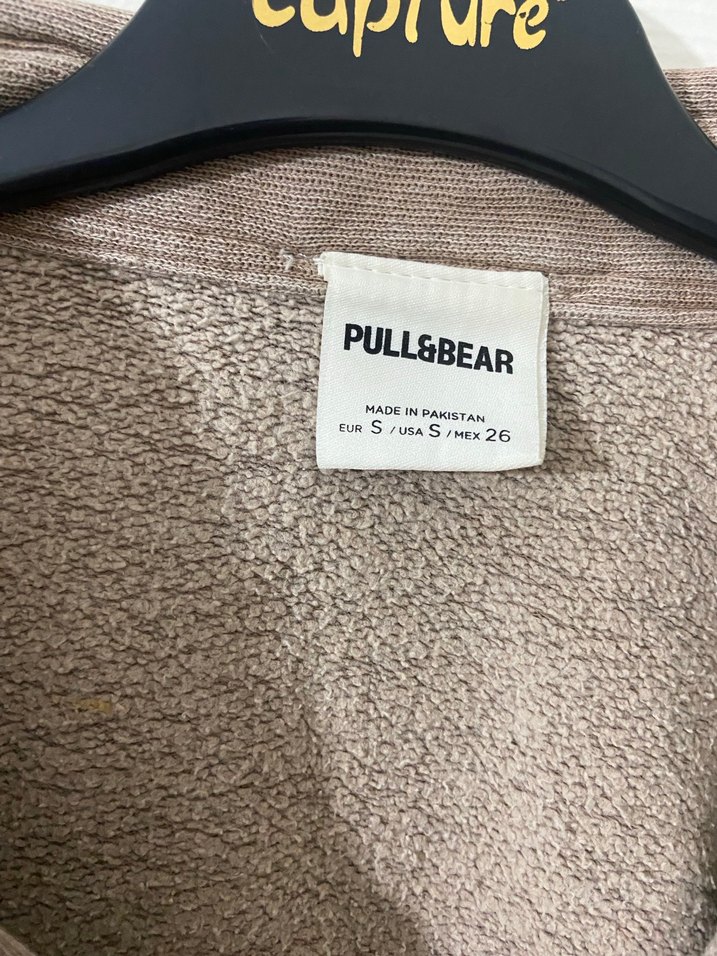 capture
PULL&BEAR
MADE IN PAKISTAN
EUR S / USA S / MEX 26